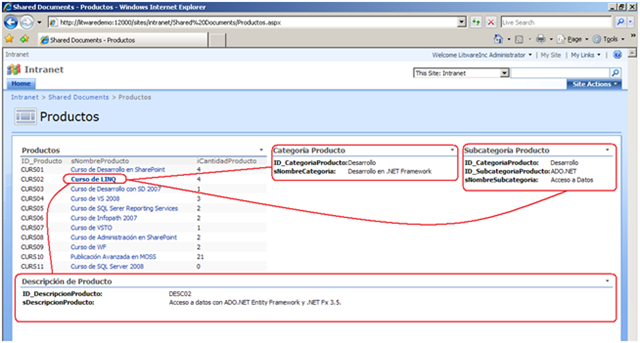 Shared Documents - Productos - Windows Internet Explorer
http://litwaredemo:12000/sites/intranet/Shared%20Documents/Productos.aspx
Live Search
Shared Documents - Productos
Page
Tools
Intranet
Welcome LitwareInc Administrator
My Site
My Links
Intranet
This Site: Intranet
Home
Site Actions
Intranet > Shared Documents > Productos
Productos
Productos
ID_Producto sNombreProducto iCantidadProducto
CURS01 Curso de Desarrollo en SharePoint 4
CURS02 Curso de LINQ 4
CURS03 Curso de Desarrollo con SD 2007 1
CURS04 Curso de VS 2008 3
CURS05 Curso de SQL Serer Reporting Services 2
CURS06 Curso de Infopath 2007 2
CURS07 Curso de VSTO 1
CURS08 Curso de Administración en SharePoint 2
CURS09 Curso de WF 2
CURS10 Publicación Avanzada en MOSS 21
CURS11 Curso de SQL Server 2008 0
Categoría Producto
ID_CategoriaProducto: Desarrollo
sNombreCategoria: Desarrollo en .NET Framework
Subcategoría Producto
ID_CategoriaProducto: Desarrollo
ID_SubcategoriaProducto: ADO.NET
sNombreSubcategoria: Acceso a Datos
Descripción de Producto
ID_DescripcionProducto: DESC02
sDescripcionProducto: Acceso a datos con ADO.NET Entity Framework y .NET Fx 3.5.